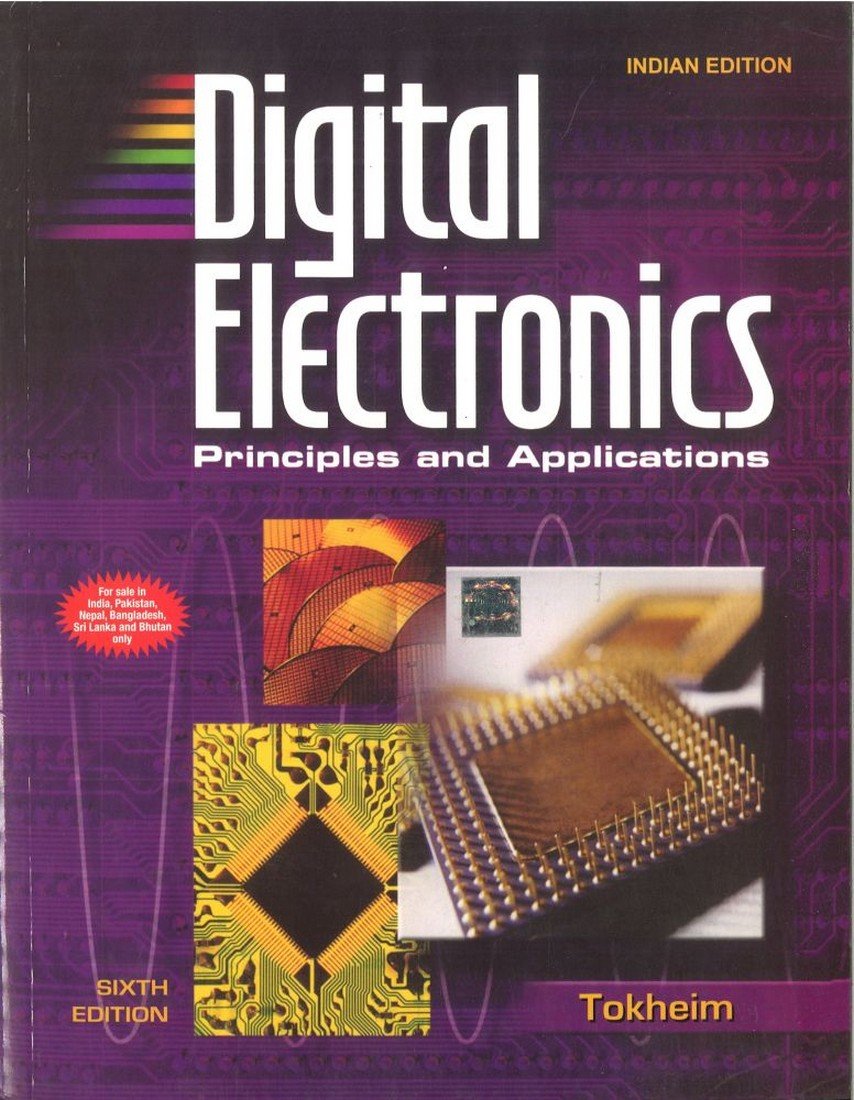 INDIAN EDITION
Digital
Electronics
Principles and Applications
For sale in
India, Pakistan,
Nepal, Bangladesh,
Sri Lanka and Bhutan
only
SIXTH
EDITION
Tokheim